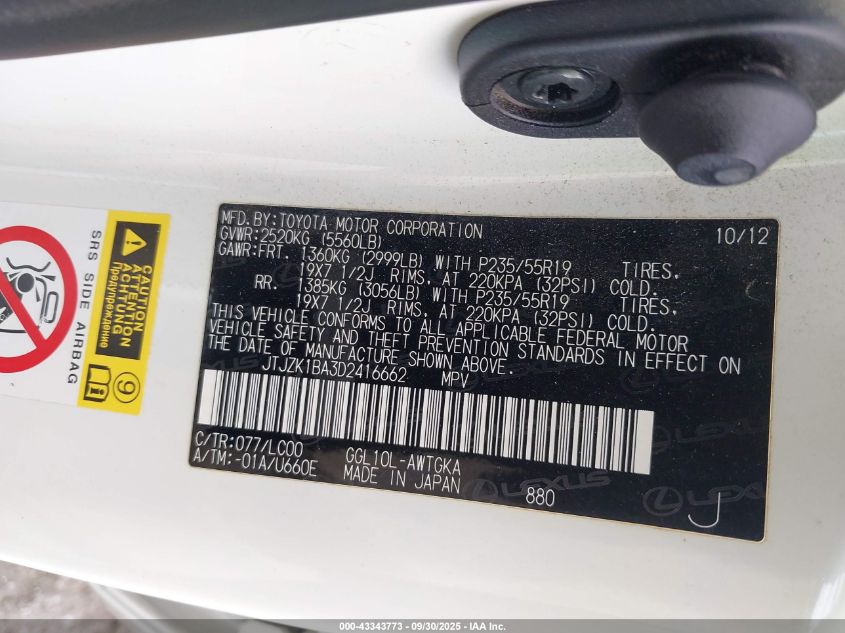 MFD. BY:TOYOTA MOTOR CORPORATION 10/12
GVWR:2520KG (5560LB)
GAWR:FRT. 1360KG (2999LB) WITH P235/55R19 TIRES,
19X7 1/2J RIMS, AT 220KPA (32PSI) COLD.
RR. 1385KG (3056LB) WITH P235/55R19 TIRES,
19X7 1/2J RIMS, AT 220KPA (32PSI) COLD.
THIS VEHICLE CONFORMS TO ALL APPLICABLE FEDERAL MOTOR
VEHICLE SAFETY AND THEFT PREVENTION STANDARDS IN EFFECT ON
THE DATE OF MANUFACTURE SHOWN ABOVE.
JTJZK1BA3D2416662 MPV
C/TR:077/LC00 GGL10L-AWTGKA
A/TM:-01A/U660E MADE IN JAPAN 880
J
LEXUS
LEXUS
SRS SIDE AIRBAG
ADVERTENCIA
Предупреждение
9
i
000-43343773 - 09/30/2025 - IAA Inc.